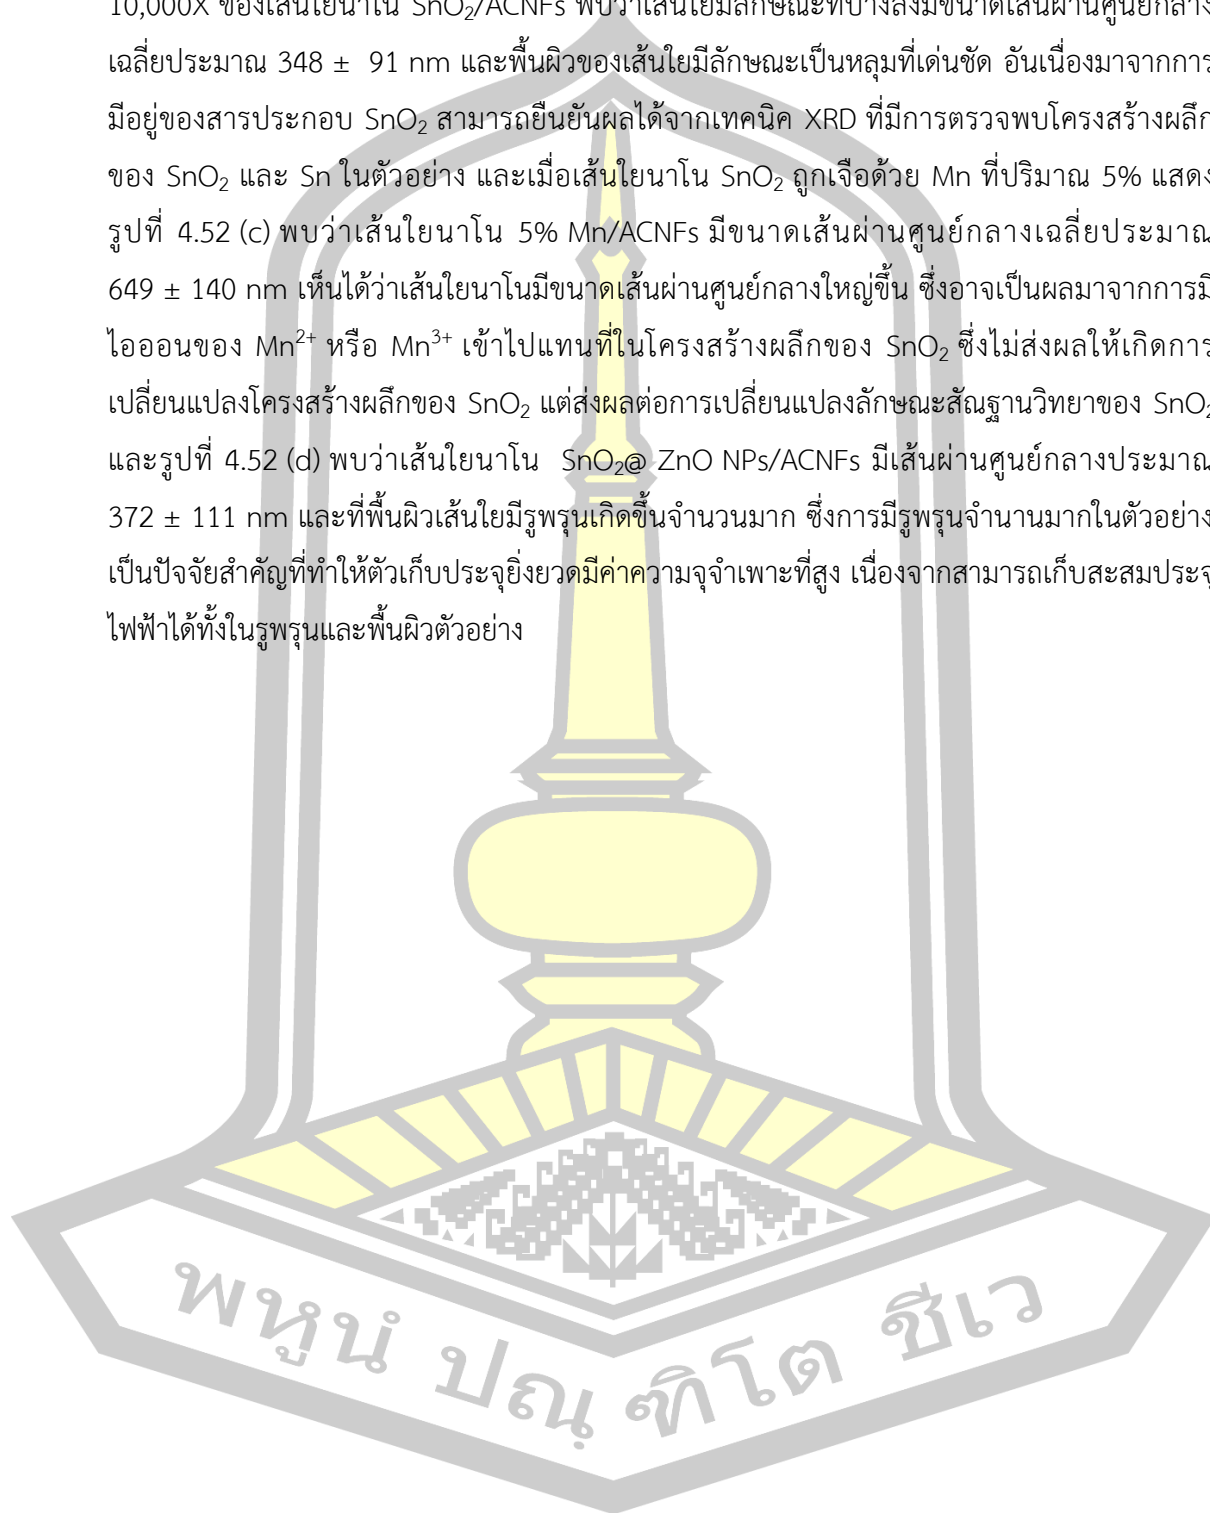 10,000X ของเส้นใยนาโน SnO₂/ACNFs พบว่าเส้นใยมีลักษณะที่บางลงมีขนาดเส้นผ่านศูนย์กลาง
เฉลี่ยประมาณ 348 ± 91 nm และพื้นผิวของเส้นใยมีลักษณะเป็นหลุมที่เด่นชัด อันเนื่องมาจากการ
มีอยู่ของสารประกอบ SnO₂ สามารถยืนยันผลได้จากเทคนิค XRD ที่มีการตรวจพบโครงสร้างผลึก
ของ SnO₂ และ Sn ในตัวอย่าง และเมื่อเส้นใยนาโน SnO₂ ถูกเจือด้วย Mn ที่ปริมาณ 5% แสดง
รูปที่ 4.52 (c) พบว่าเส้นใยนาโน 5% Mn/ACNFs มีขนาดเส้นผ่านศูนย์กลางเฉลี่ยประมาณ
649 ± 140 nm เห็นได้ว่าเส้นใยนาโนมีขนาดเส้นผ่านศูนย์กลางใหญ่ขึ้น ซึ่งอาจเป็นผลมาจากการมี
ไอออนของ Mn²⁺ หรือ Mn³⁺ เข้าไปแทนที่ในโครงสร้างผลึกของ SnO₂ ซึ่งไม่ส่งผลให้เกิดการ
เปลี่ยนแปลงโครงสร้างผลึกของ SnO₂ แต่ส่งผลต่อการเปลี่ยนแปลงลักษณะสัณฐานวิทยาของ SnO₂
และรูปที่ 4.52 (d) พบว่าเส้นใยนาโน SnO₂@ ZnO NPs/ACNFs มีเส้นผ่านศูนย์กลางประมาณ
372 ± 111 nm และที่พื้นผิวเส้นใยมีรูพรุนเกิดขึ้นจำนวนมาก ซึ่งการมีรูพรุนจำนานมากในตัวอย่าง
เป็นปัจจัยสำคัญที่ทำให้ตัวเก็บประจุยิ่งยวดมีค่าความจุจำเพาะที่สูง เนื่องจากสามารถเก็บสะสมประจุ
ไฟฟ้าได้ทั้งในรูพรุนและพื้นผิวตัวอย่าง
พหูนํ ปณฺฑิโต ชีเว